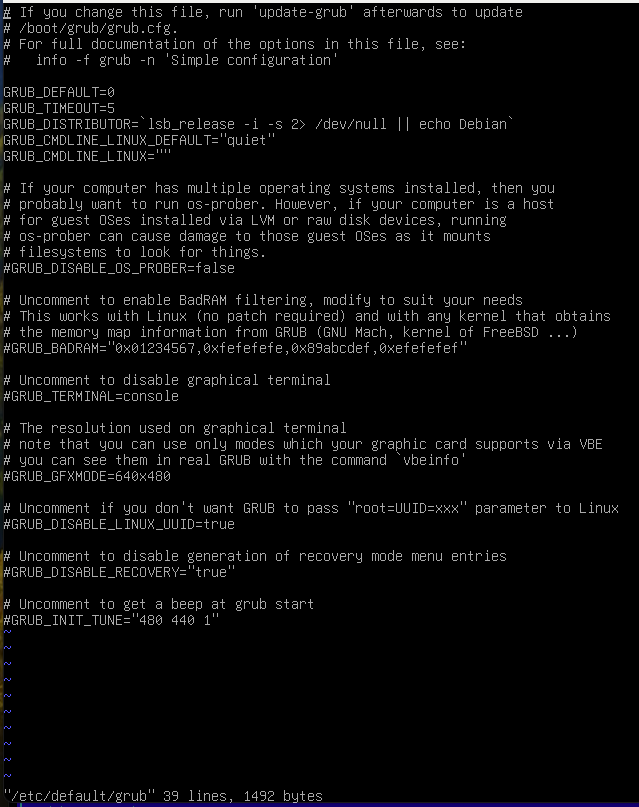 # If you change this file, run 'update-grub' afterwards to update
# /boot/grub/grub.cfg.
# For full documentation of the options in this file, see:
#   info -f grub -n 'Simple configuration'
GRUB_DEFAULT=0
GRUB_TIMEOUT=5
GRUB_DISTRIBUTOR=`lsb_release -i -s 2> /dev/null || echo Debian`
GRUB_CMDLINE_LINUX_DEFAULT="quiet"
GRUB_CMDLINE_LINUX=""
# If your computer has multiple operating systems installed, then you
# probably want to run os-prober. However, if your computer is a host
# for guest OSes installed via LVM or raw disk devices, running
# os-prober can cause damage to those guest OSes as it mounts
# filesystems to look for things.
#GRUB_DISABLE_OS_PROBER=false
# Uncomment to enable BadRAM filtering, modify to suit your needs
# This works with Linux (no patch required) and with any kernel that obtains
# the memory map information from GRUB (GNU Mach, kernel of FreeBSD ...)
#GRUB_BADRAM="0x01234567,0xfefefefe,0x89abcdef,0xefefefef"
# Uncomment to disable graphical terminal
#GRUB_TERMINAL=console
# The resolution used on graphical terminal
# note that you can use only modes which your graphic card supports via VBE
# you can see them in real GRUB with the command `vbeinfo'
#GRUB_GFXMODE=640x480
# Uncomment if you don't want GRUB to pass "root=UUID=xxx" parameter to Linux
#GRUB_DISABLE_LINUX_UUID=true
# Uncomment to disable generation of recovery mode menu entries
#GRUB_DISABLE_RECOVERY="true"
# Uncomment to get a beep at grub start
#GRUB_INIT_TUNE="480 440 1"
~
~
~
~
~
~
~
~
~
~
"/etc/default/grub" 39 lines, 1492 bytes